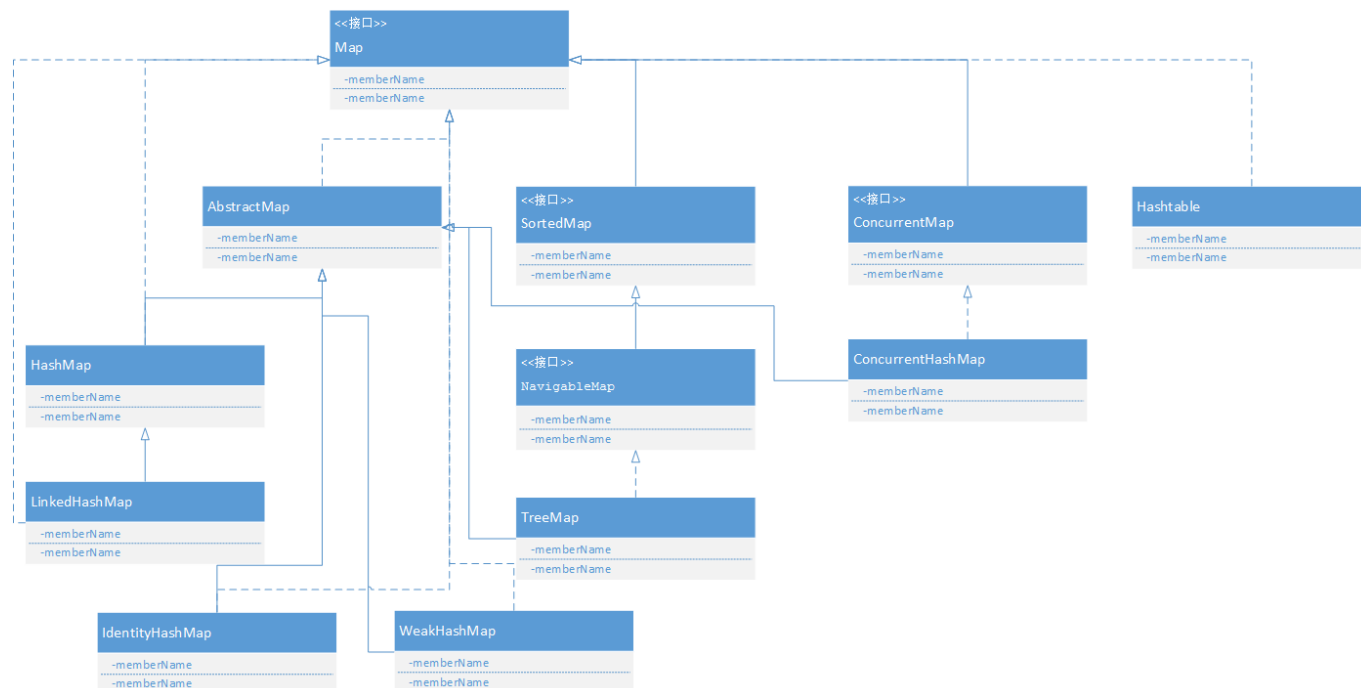 <<接口>>
Map
-memberName
-memberName
AbstractMap
-memberName
-memberName
<<接口>>
SortedMap
-memberName
-memberName
<<接口>>
ConcurrentMap
-memberName
-memberName
Hashtable
-memberName
-memberName
HashMap
-memberName
-memberName
<<接口>>
NavigableMap
-memberName
-memberName
ConcurrentHashMap
-memberName
-memberName
LinkedHashMap
-memberName
-memberName
TreeMap
-memberName
-memberName
IdentityHashMap
-memberName
-memberName
WeakHashMap
-memberName
-memberName